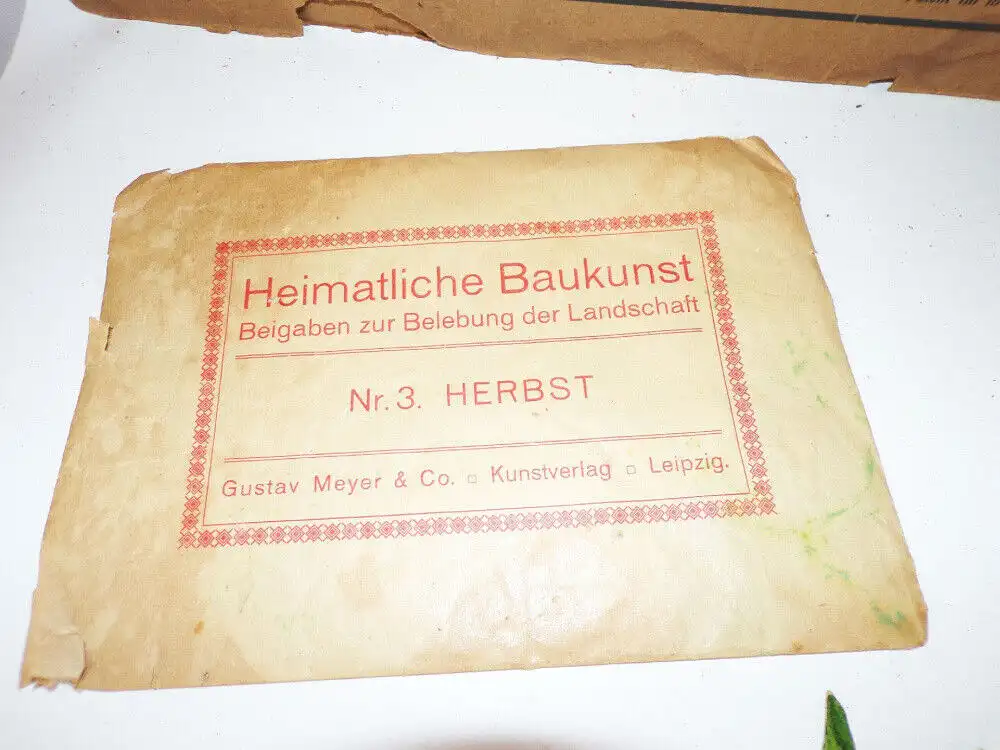 Heimatliche Baukunst
Beigaben zur Belebung der Landschaft
Nr. 3. HERBST
Gustav Meyer & Co. □ Kunstverlag □ Leipzig.